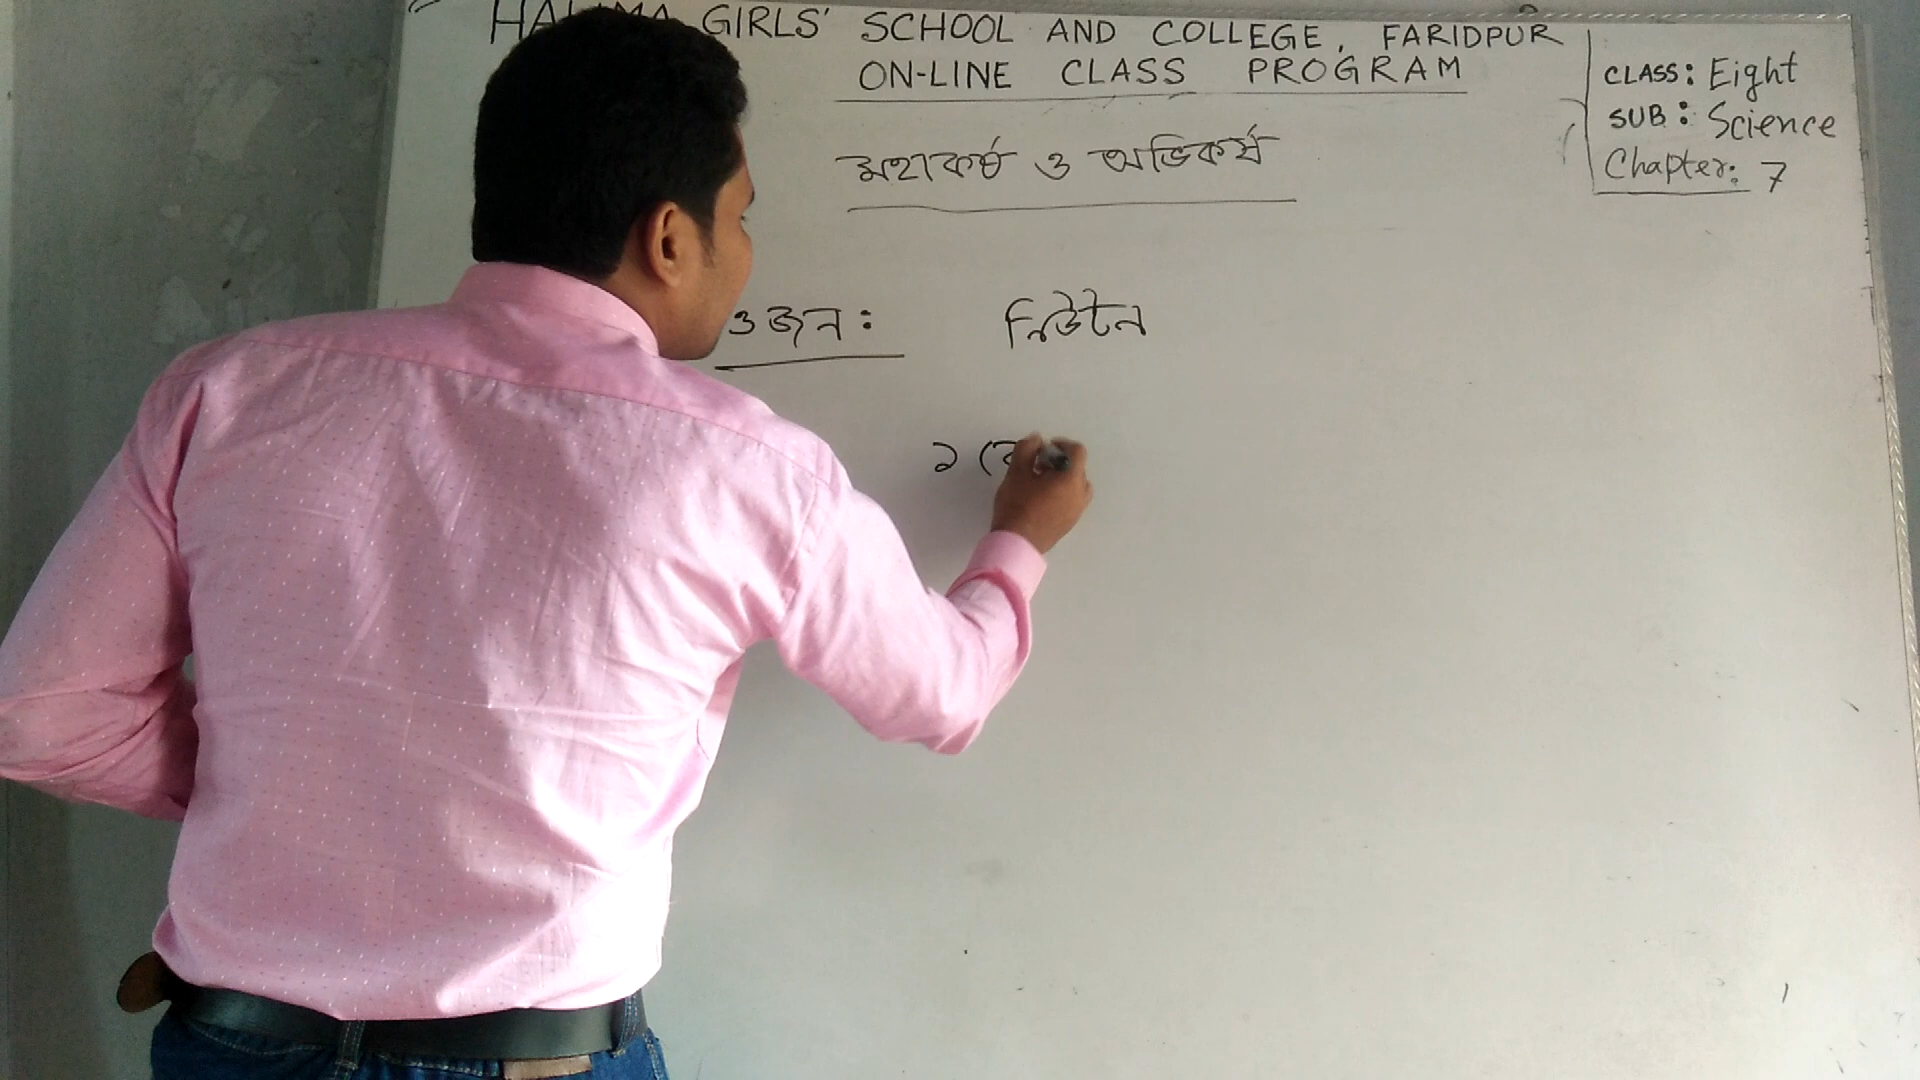 GIRLS' SCHOOL AND COLLEGE, FARIDPUR
ON-LINE CLASS PROGRAM
CLASS: Eight
SUB: Science
Chapter: 7
মহাকর্ষ ও অভিকর্ষ
ওজন: নিউটন
১